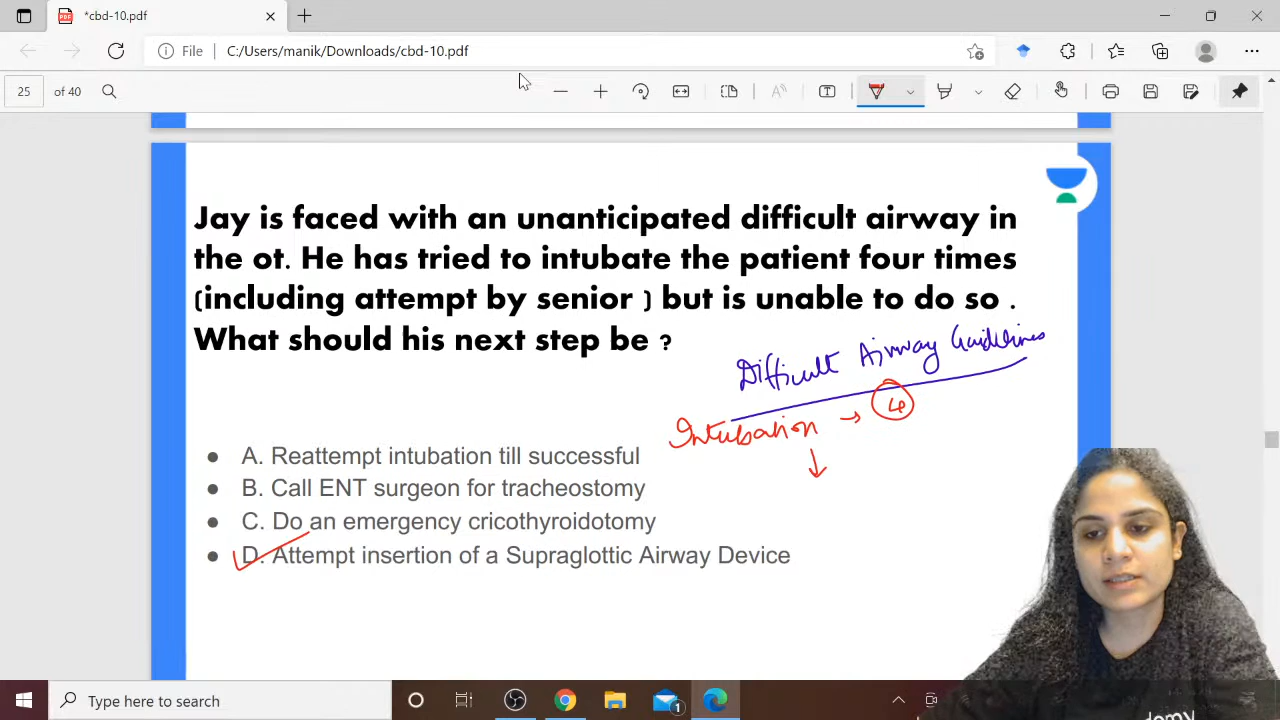 *cbd-10.pdf
File C:/Users/manik/Downloads/cbd-10.pdf
25 of 40
Jay is faced with an unanticipated difficult airway in
the ot. He has tried to intubate the patient four times
(including attempt by senior ) but is unable to do so .
What should his next step be ?
Difficult Airway Guidelines
Intubation → 4
A. Reattempt intubation till successful
B. Call ENT surgeon for tracheostomy
C. Do an emergency cricothyroidotomy
D. Attempt insertion of a Supraglottic Airway Device
Type here to search
1